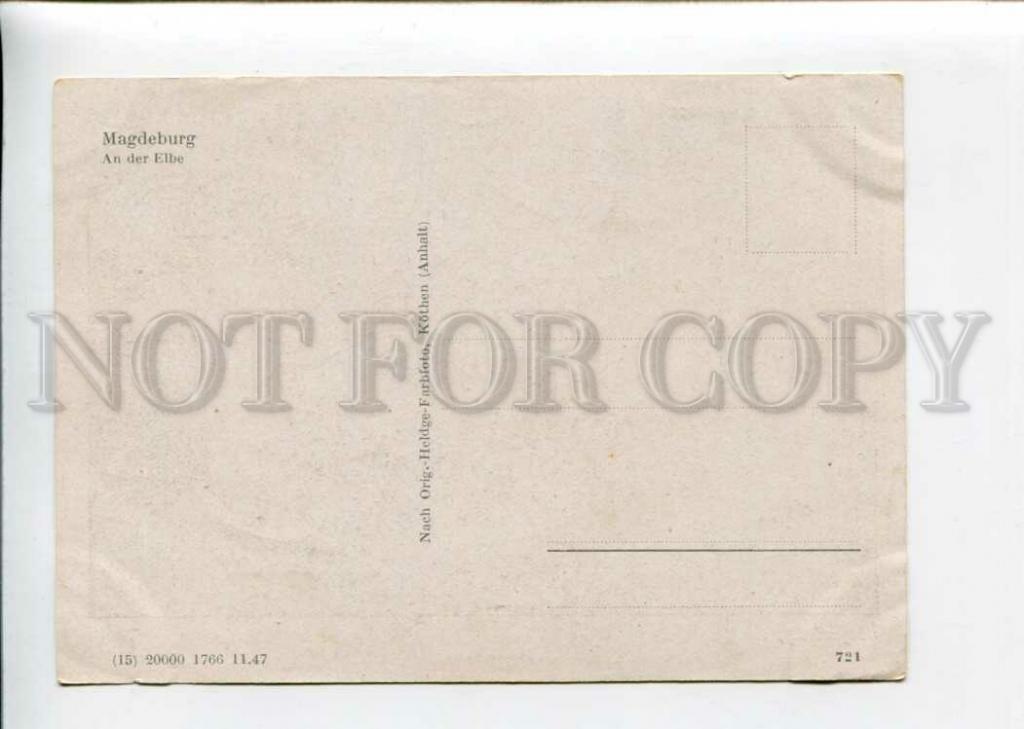 Magdeburg
An der Elbe
Nach Orig.-Heldge-Farbfoto, Köthen (Anhalt)
NOT FOR COPY
(15) 20000 1766 11.47
721